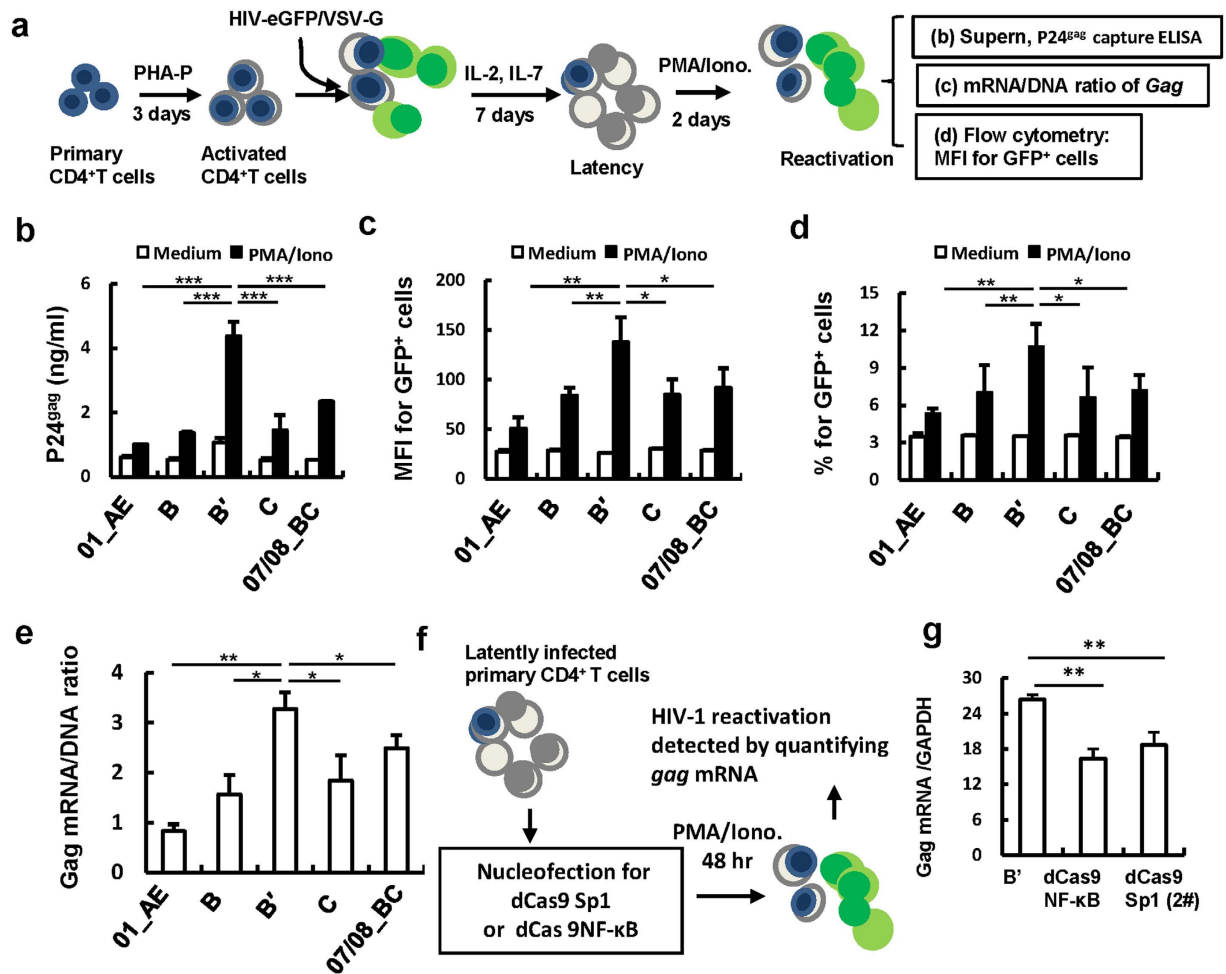 a
HIV-eGFP/VSV-G
PHA-P
3 days
IL-2, IL-7
7 days
PMA/Iono.
2 days
Primary
CD4⁺T cells
Activated
CD4⁺T cells
Latency
Reactivation
(b) Supern, P24ᵍᵃᵍ capture ELISA
(c) mRNA/DNA ratio of Gag
(d) Flow cytometry:
MFI for GFP⁺ cells
b
Medium PMA/Iono
*** ***
*** ***
P24ᵍᵃᵍ (ng/ml)
6
4
2
0
01_AE B B′ C 07/08_BC
c
Medium PMA/Iono
** *
** *
MFI for GFP⁺ cells
200
150
100
50
0
01_AE B B′ C 07/08_BC
d
Medium PMA/Iono
** *
** *
% for GFP⁺ cells
15
12
9
6
3
0
01_AE B B′ C 07/08_BC
e
** *
* *
Gag mRNA/DNA ratio
4
3
2
1
0
01_AE B B′ C 07/08_BC
f
Latently infected
primary CD4⁺ T cells
Nucleofection for
dCas9 Sp1
or dCas 9NF-κB
PMA/Iono.
48 hr
HIV-1 reactivation
detected by quantifying
gag mRNA
g
**
**
Gag mRNA /GAPDH
30
24
18
12
6
0
B’ dCas9 dCas9
NF-κB Sp1 (2#)